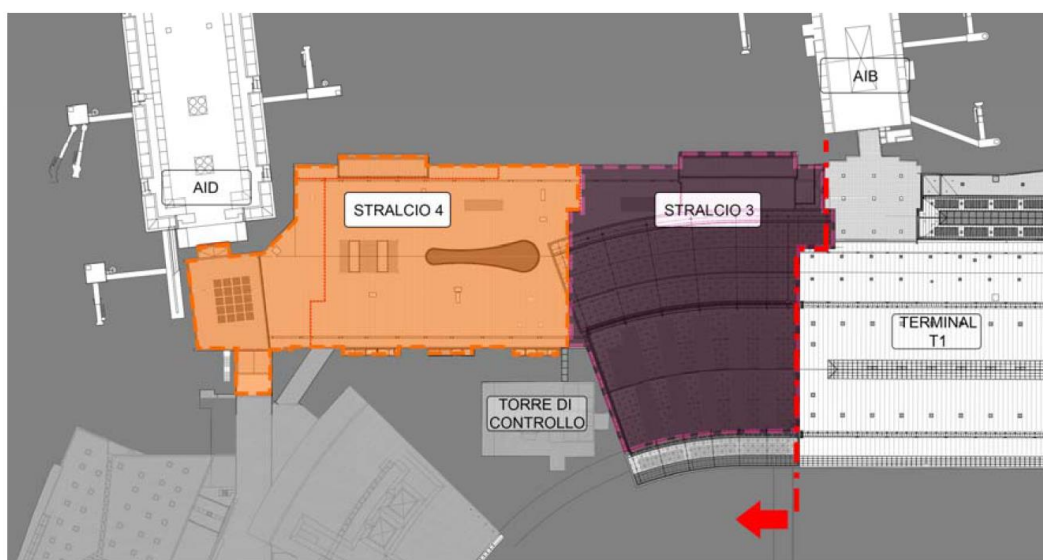 AIB
AID
STRALCIO 4
STRALCIO 3
TERMINAL
T1
TORRE DI
CONTROLLO